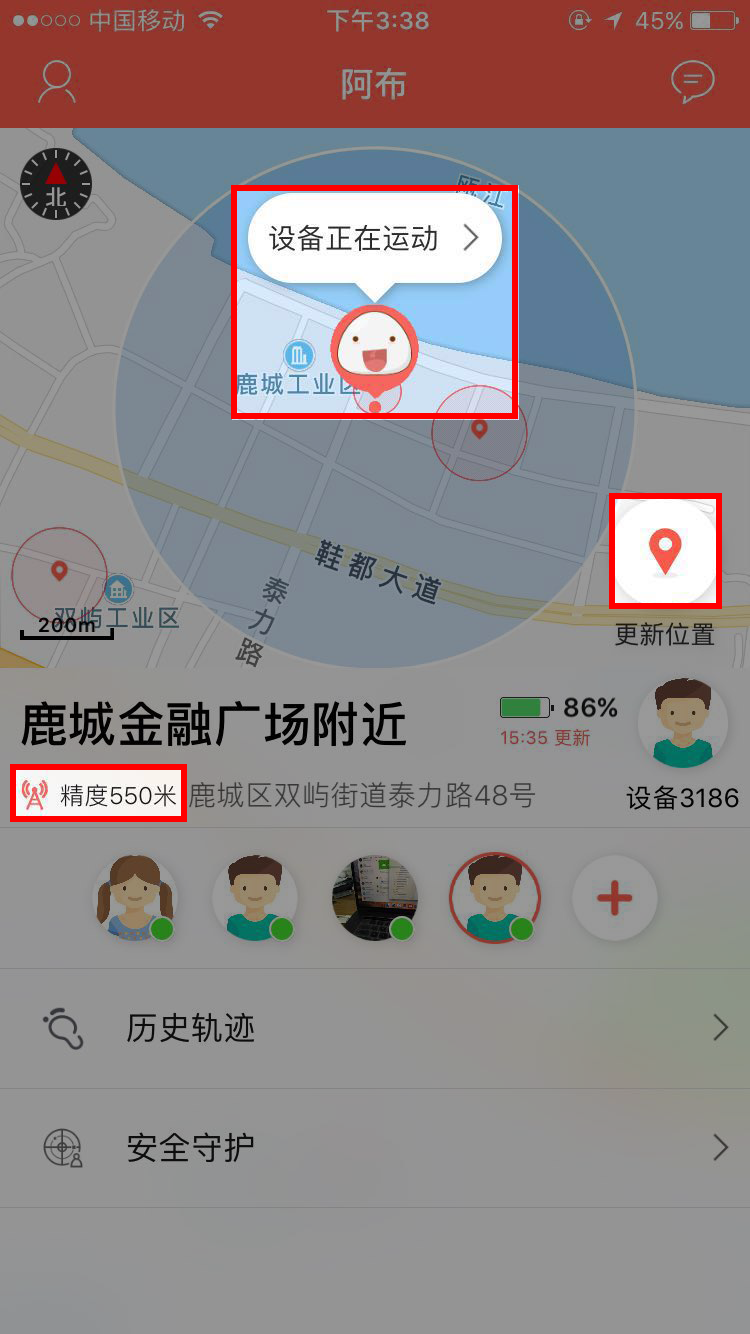 中国移动
下午3:38
45%
阿布
北
瓯江
设备正在运动
鹿城工业区
鞋都大道
泰力路
双屿工业区
200m
更新位置
鹿城金融广场附近
86%
15:35 更新
精度550米
鹿城区双屿街道泰力路48号
设备3186
历史轨迹
安全守护